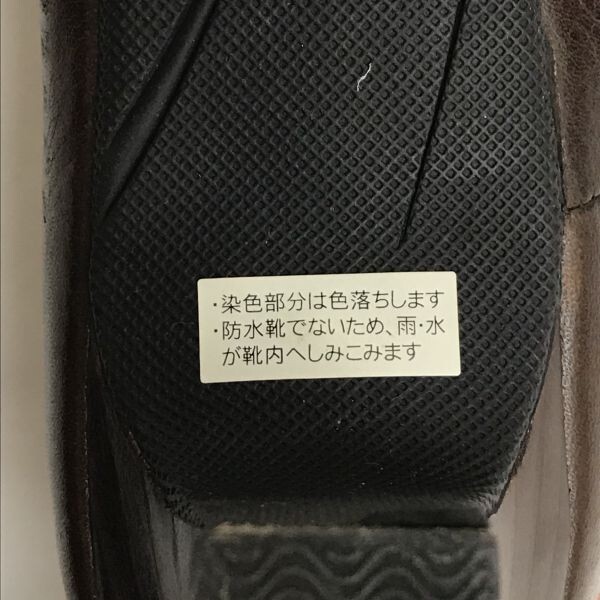 ・染色部分は色落ちします
・防水靴でないため、雨・水
が靴内へしみこみます